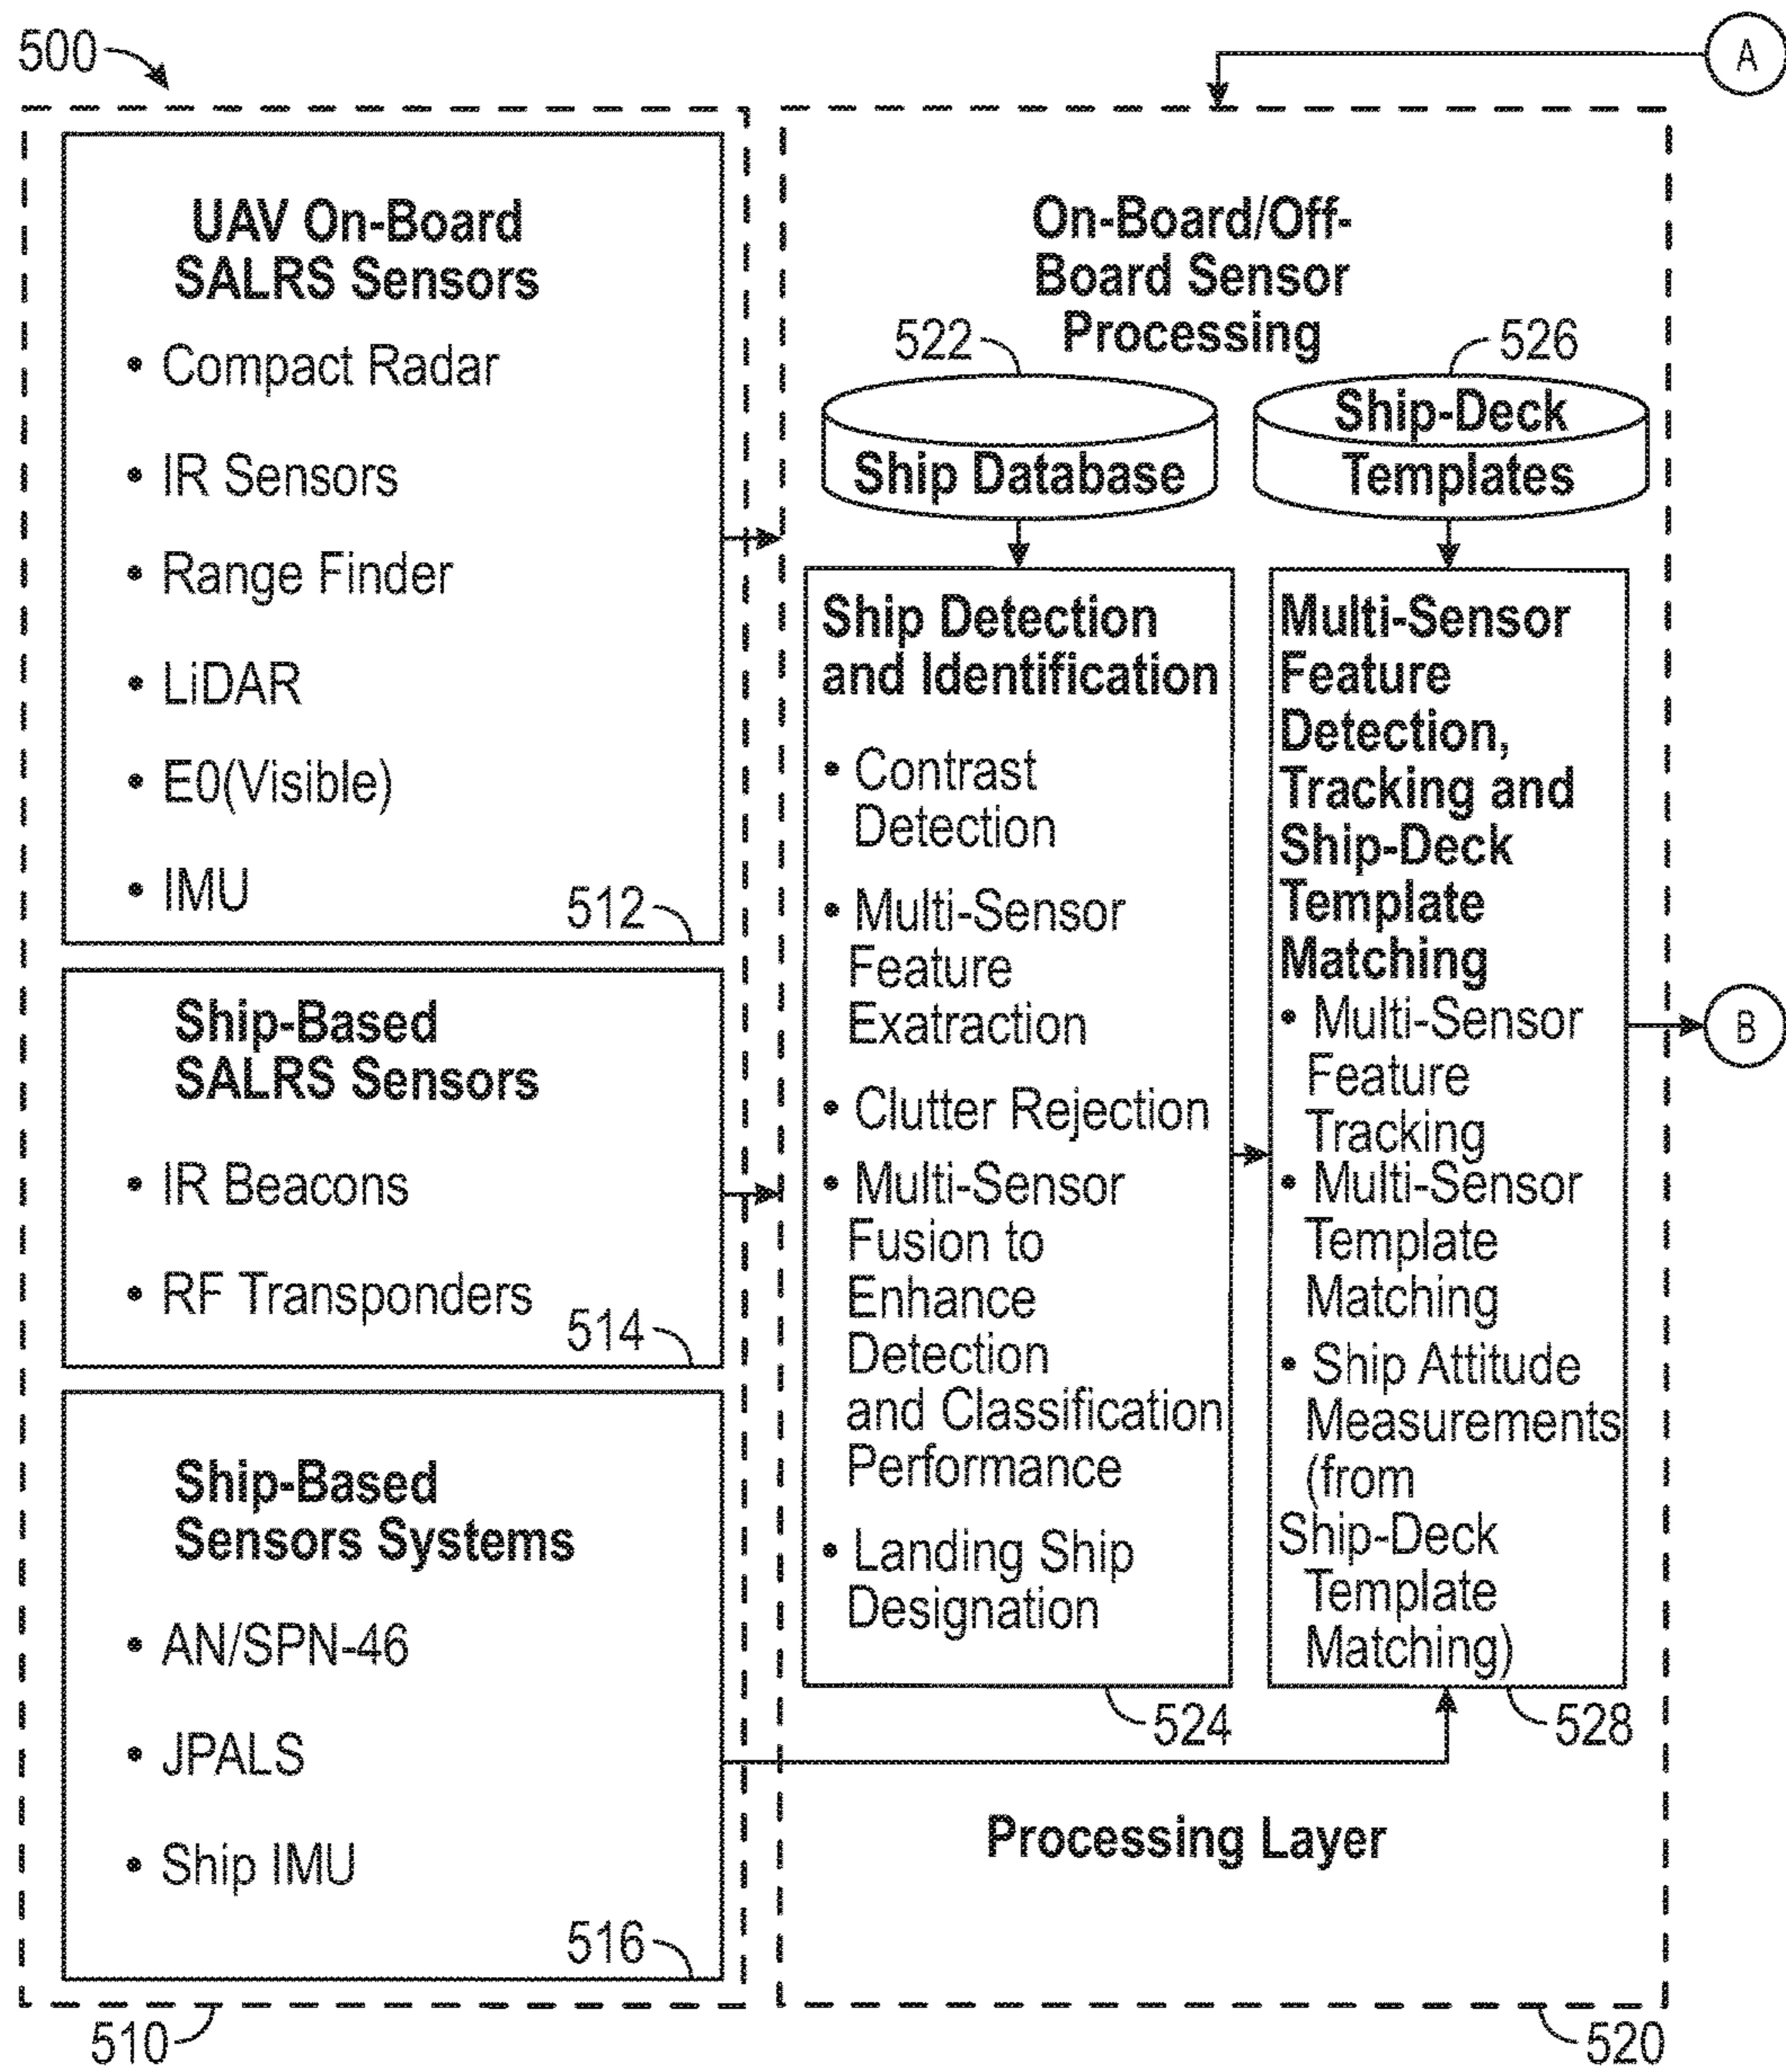 500
A
UAV On-Board
SALRS Sensors
• Compact Radar
• IR Sensors
• Range Finder
• LiDAR
• E0(Visible)
• IMU
512
Ship-Based
SALRS Sensors
• IR Beacons
• RF Transponders
514
Ship-Based
Sensors Systems
• AN/SPN-46
• JPALS
• Ship IMU
516
510
On-Board/Off-
Board Sensor
Processing
522
Ship Database
526
Ship-Deck
Templates
Ship Detection
and Identification
• Contrast
Detection
• Multi-Sensor
Feature
Exatraction
• Clutter Rejection
• Multi-Sensor
Fusion to
Enhance
Detection
and Classification
Performance
• Landing Ship
Designation
524
Multi-Sensor
Feature
Detection,
Tracking and
Ship-Deck
Template
Matching
• Multi-Sensor
Feature
Tracking
• Multi-Sensor
Template
Matching
• Ship Attitude
Measurements
(from
Ship-Deck
Template
Matching)
528
B
Processing Layer
520